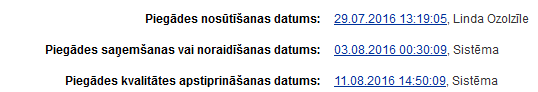 Piegādes nosūtīšanas datums: 29.07.2016 13:19:05, Linda Ozolzīle
Piegādes saņemšanas vai noraidīšanas datums: 03.08.2016 00:30:09, Sistēma
Piegādes kvalitātes apstiprināšanas datums: 11.08.2016 14:50:09, Sistēma